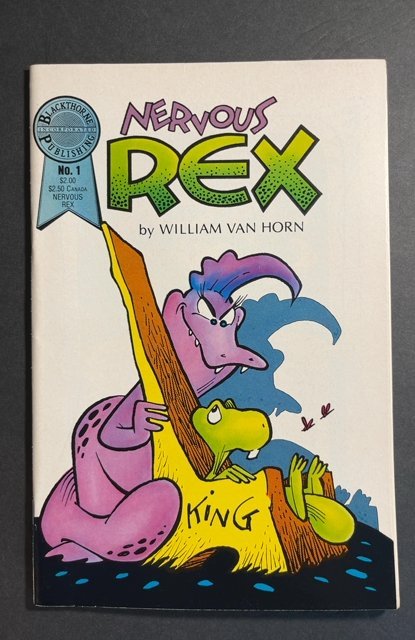 BLACKTHORNE
INCORPORATED
PUBLISHING
No. 1
$2.00
$2.50 CANADA
NERVOUS
REX
NERVOUS
REX
by WILLIAM VAN HORN
KING